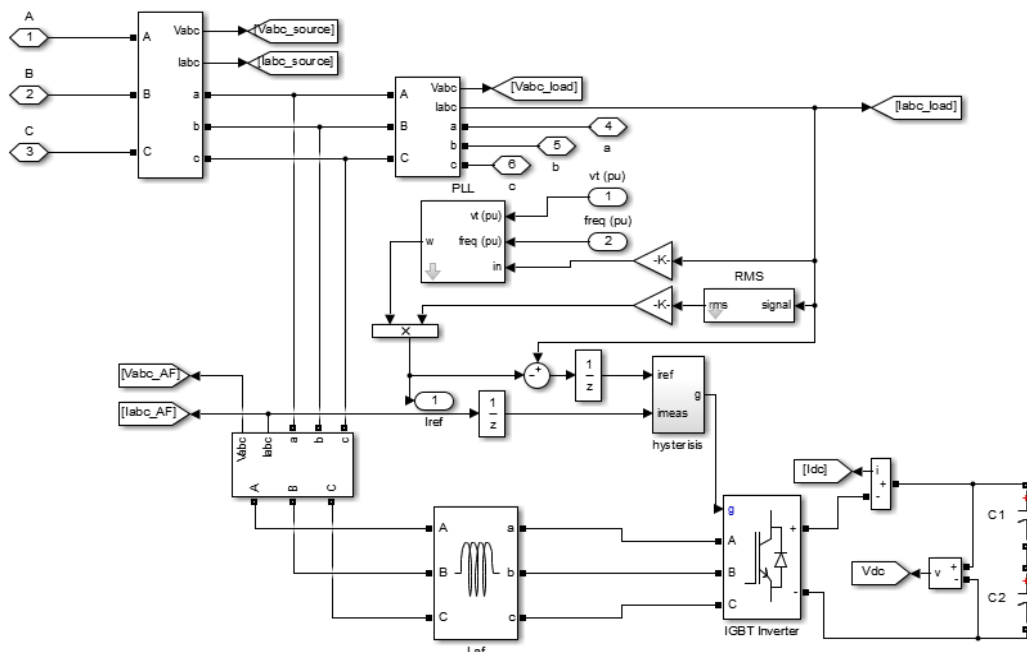 A
1
A
Vabc
[Vabc_source]
Iabc
[Iabc_source]
B
2
B
a
b
C
3
C
c
A
Vabc
[Vabc_load]
Iabc
[Iabc_load]
B
a
4
a
b
5
b
C
c
6
c
PLL
vt (pu)
1
vt (pu)
freq (pu)
2
w
freq (pu)
in
-K-
RMS
-K-
rms
signal
×
-
+
1
z
iref
g
imeas
hysterisis
[Vabc_AF]
[Iabc_AF]
1
Iref
1
z
Vabc
Iabc
a
b
c
A
B
C
[Idc]
i
+
-
C1
+
A
a
g
+
A
B
b
B
C
c
C
-
IGBT Inverter
Vdc
v
+
-
C2
+
Laf